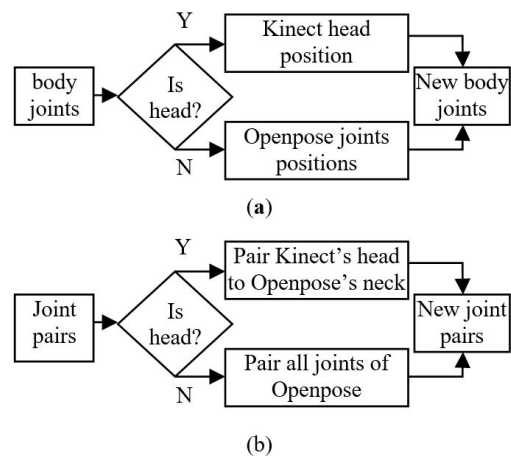 Y
Kinect head
position
body
joints
Is
head?
New body
joints
Openpose joints
positions
N
(a)
Y
Pair Kinect's head
to Openpose's neck
Joint
pairs
Is
head?
New joint
pairs
Pair all joints of
Openpose
N
(b)